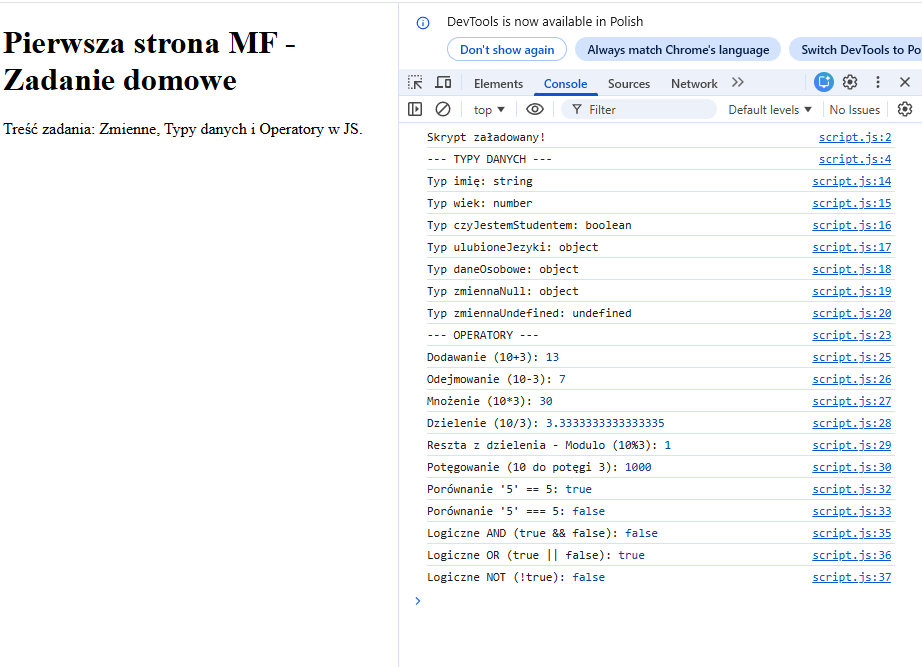 Pierwsza strona MF -
Zadanie domowe
Treść zadania: Zmienne, Typy danych i Operatory w JS.
DevTools is now available in Polish
Don't show again Always match Chrome's language Switch DevTools to Po
Elements Console Sources Network
top Filter Default levels No Issues
Skrypt załadowany! script.js:2
--- TYPY DANYCH --- script.js:4
Typ imię: string script.js:14
Typ wiek: number script.js:15
Typ czyJestemStudentem: boolean script.js:16
Typ ulubioneJezyki: object script.js:17
Typ daneOsobowe: object script.js:18
Typ zmiennaNull: object script.js:19
Typ zmiennaUndefined: undefined script.js:20
--- OPERATORY --- script.js:23
Dodawanie (10+3): 13 script.js:25
Odejmowanie (10-3): 7 script.js:26
Mnożenie (10*3): 30 script.js:27
Dzielenie (10/3): 3.3333333333333335 script.js:28
Reszta z dzielenia - Modulo (10%3): 1 script.js:29
Potęgowanie (10 do potęgi 3): 1000 script.js:30
Porównanie '5' == 5: true script.js:32
Porównanie '5' === 5: false script.js:33
Logiczne AND (true && false): false script.js:35
Logiczne OR (true || false): true script.js:36
Logiczne NOT (!true): false script.js:37